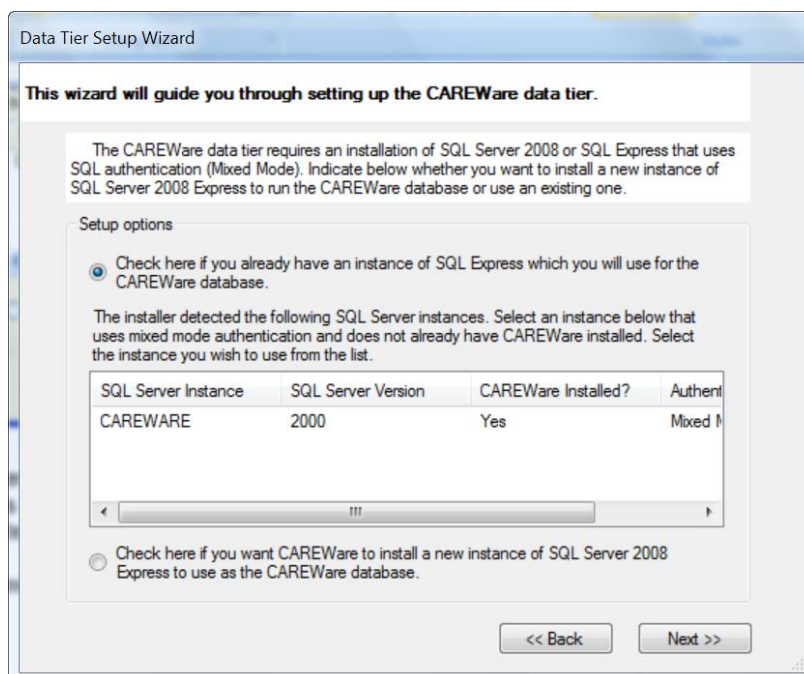 Data Tier Setup Wizard
This wizard will guide you through setting up the CAREWare data tier.
The CAREWare data tier requires an installation of SQL Server 2008 or SQL Express that uses
SQL authentication (Mixed Mode). Indicate below whether you want to install a new instance of
SQL Server 2008 Express to run the CAREWare database or use an existing one.
Setup options
Check here if you already have an instance of SQL Express which you will use for the
CAREWare database.
The installer detected the following SQL Server instances. Select an instance below that
uses mixed mode authentication and does not already have CAREWare installed. Select
the instance you wish to use from the list.
SQL Server Instance SQL Server Version CAREWare Installed? Authent
CAREWARE 2000 Yes Mixed
Check here if you want CAREWare to install a new instance of SQL Server 2008
Express to use as the CAREWare database.
<< Back Next >>